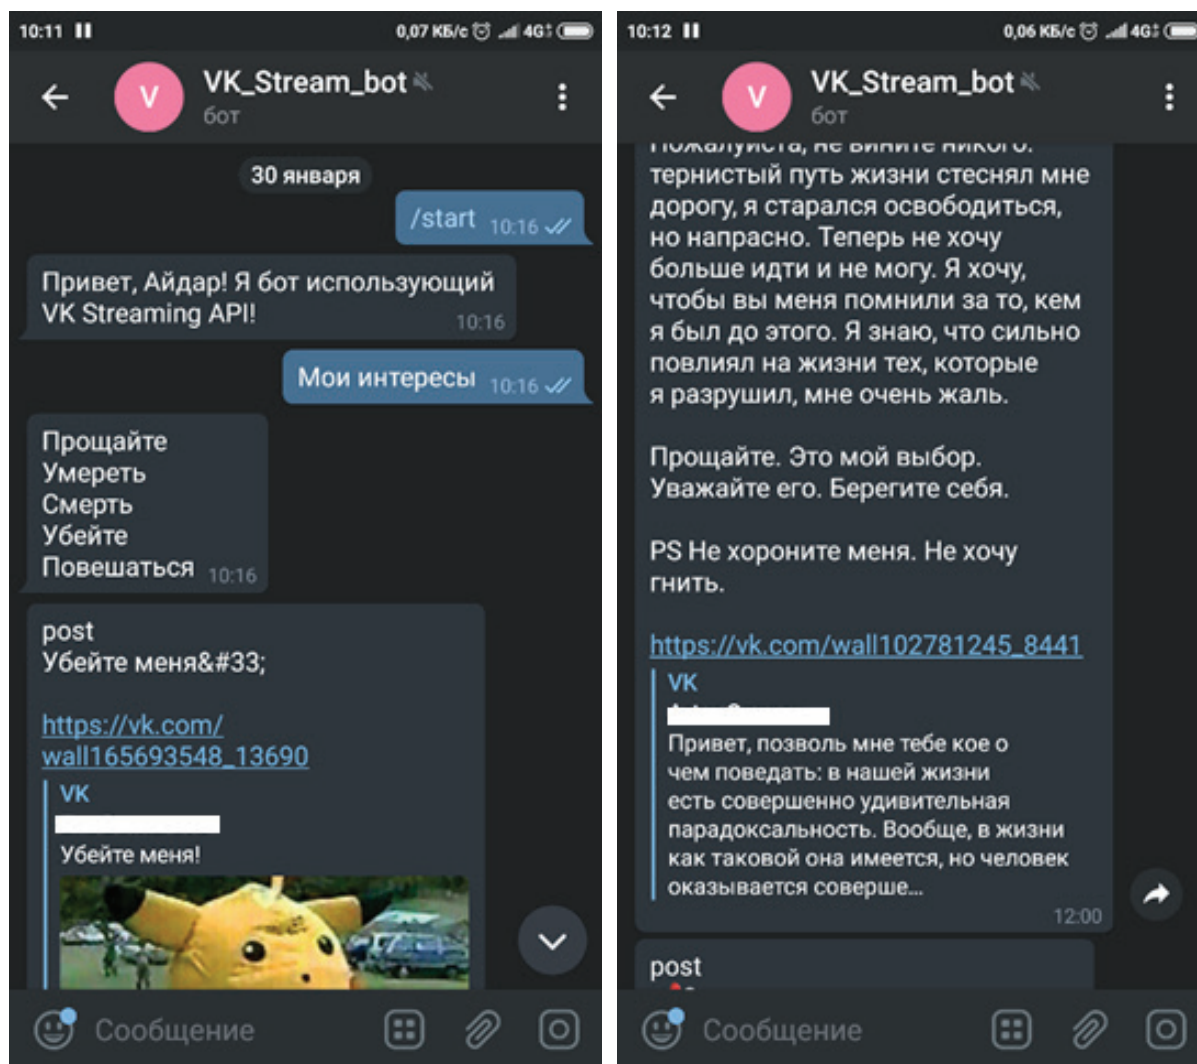 10:11
0,07 КБ/с 4G
VK_Stream_bot
бот
30 января
/start 10:16
Привет, Айдар! Я бот использующий
VK Streaming API!
10:16
Мои интересы 10:16
Прощайте
Умереть
Смерть
Убейте
Повешаться 10:16
post
Убейте меня&#33;
https://vk.com/
wall165693548_13690
VK
Убейте меня!
Сообщение
10:12
0,06 КБ/с 4G
VK_Stream_bot
бот
Пожалуйста, не вините никого.
тернистый путь жизни стеснял мне
дорогу, я старался освободиться,
но напрасно. Теперь не хочу
больше идти и не могу. Я хочу,
чтобы вы меня помнили за то, кем
я был до этого. Я знаю, что сильно
повлиял на жизни тех, которые
я разрушил, мне очень жаль.
Прощайте. Это мой выбор.
Уважайте его. Берегите себя.
PS Не хороните меня. Не хочу
гнить.
https://vk.com/wall102781245_8441
VK
Привет, позволь мне тебе кое о
чем поведать: в нашей жизни
есть совершенно удивительная
парадоксальность. Вообще, в жизни
как таковой она имеется, но человек
оказывается соверше...
12:00
post
Сообщение